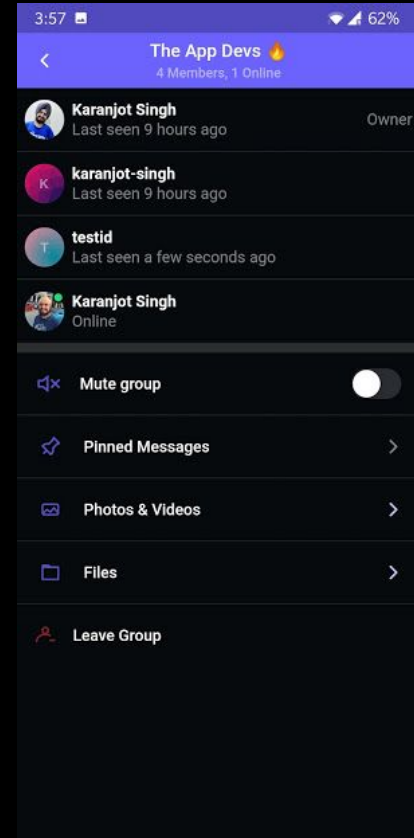 3:57 62%
The App Devs 🔥
4 Members, 1 Online
Karanjot Singh
Last seen 9 hours ago Owner
K
karanjot-singh
Last seen 9 hours ago
T
testid
Last seen a few seconds ago
Karanjot Singh
Online
Mute group
Pinned Messages
Photos & Videos
Files
Leave Group